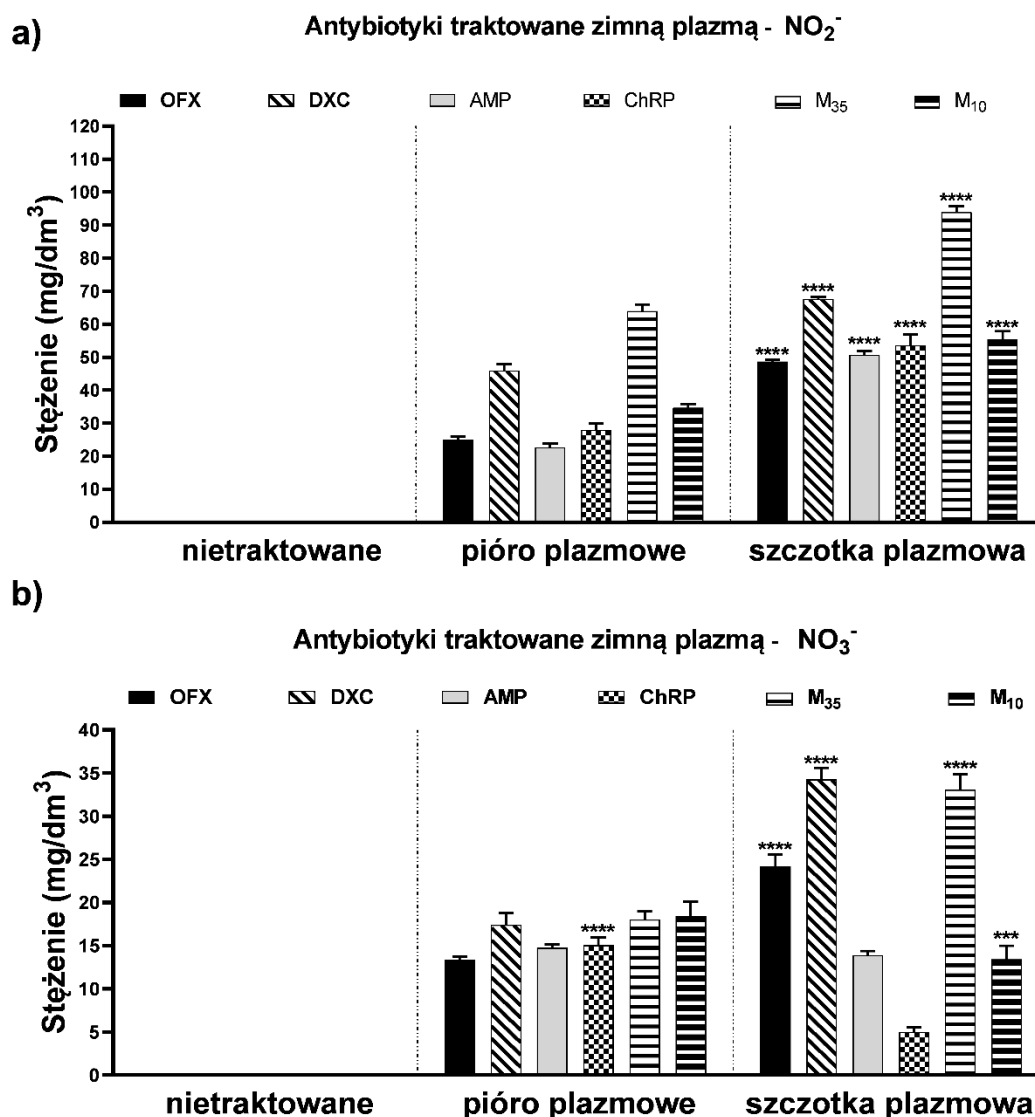 a)
Antybiotyki traktowane zimną plazmą - NO₂⁻
OFX DXC AMP ChRP M₃₅ M₁₀
Stężenie (mg/dm³)
120
110
100
90
80
70
60
50
40
30
20
10
0
**** **** **** **** **** ****
nietraktowane pióro plazmowe szczotka plazmowa
b)
Antybiotyki traktowane zimną plazmą - NO₃⁻
OFX DXC AMP ChRP M₃₅ M₁₀
Stężenie (mg/dm³)
40
35
30
25
20
15
10
5
0
**** **** **** **** ***
nietraktowane pióro plazmowe szczotka plazmowa